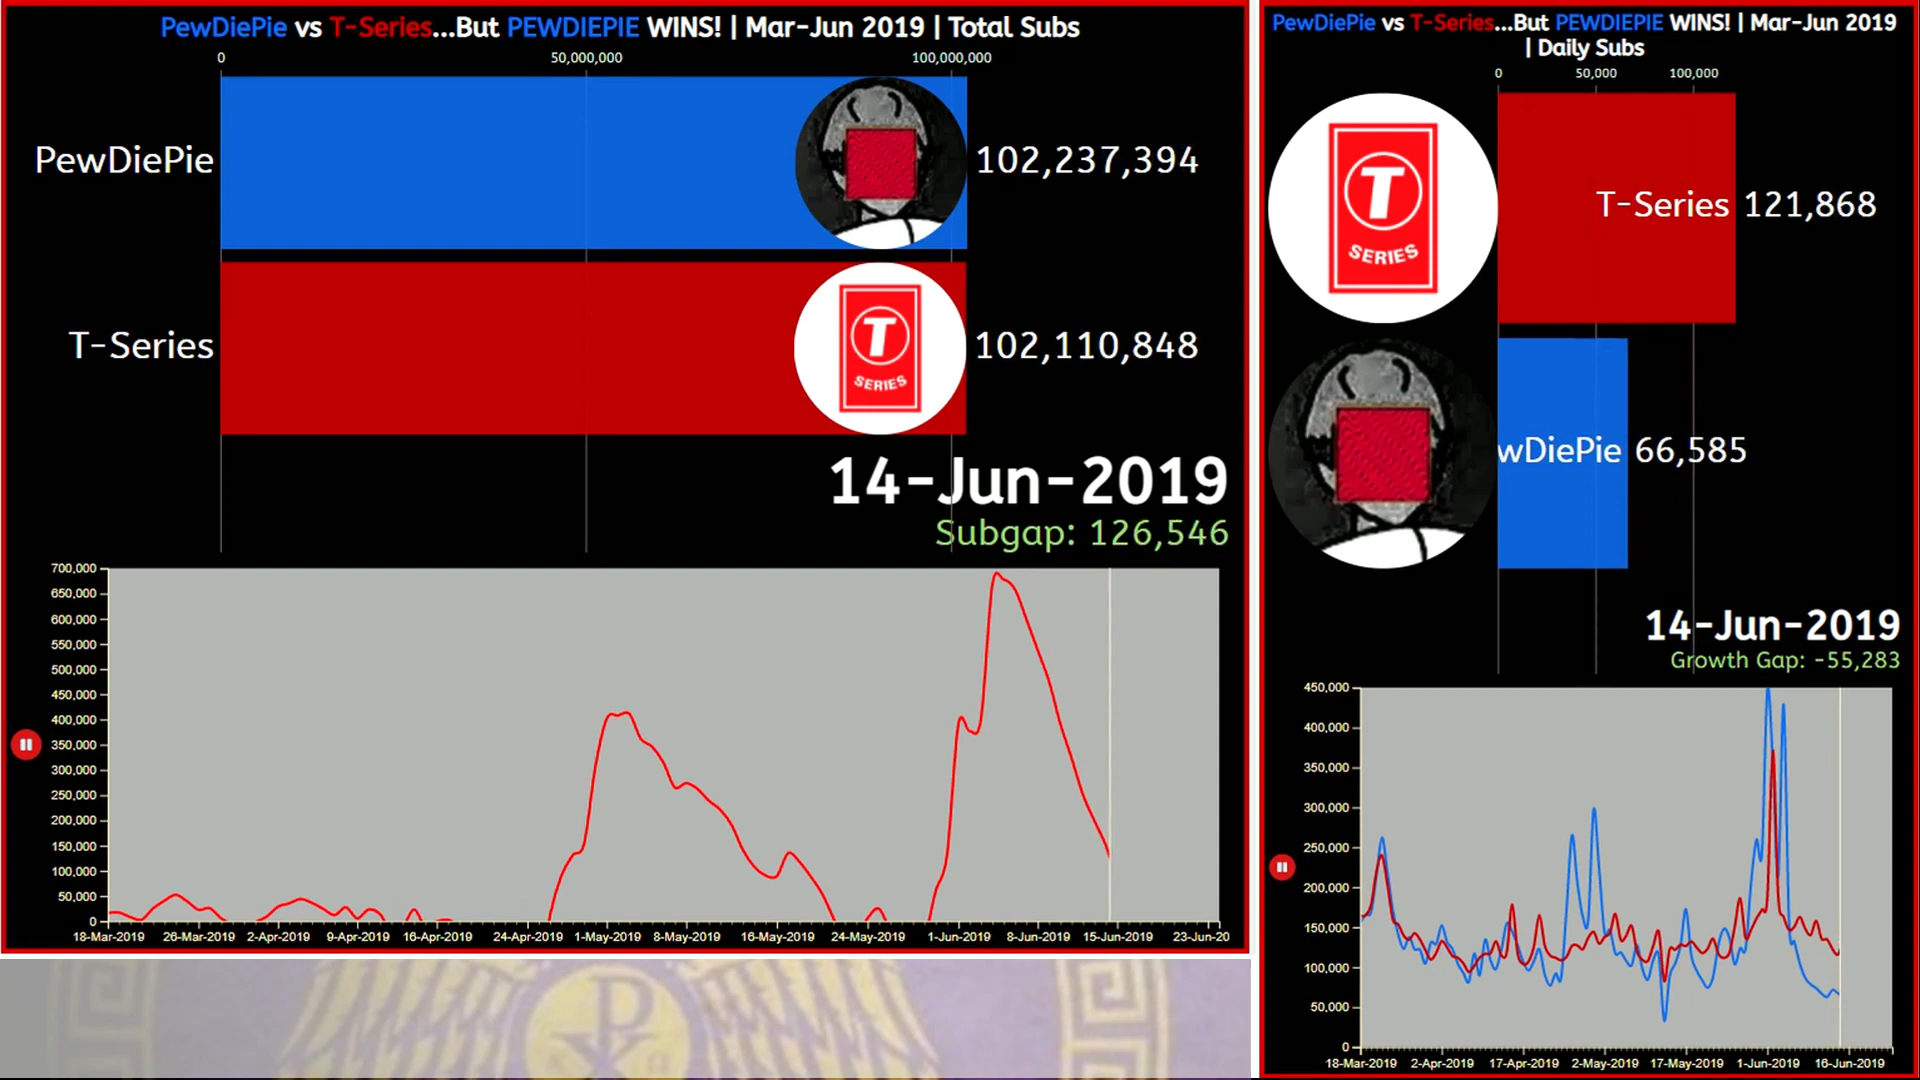 PewDiePie vs T-Series...But PEWDIEPIE WINS! | Mar-Jun 2019 | Total Subs
0 50,000,000 100,000,000
PewDiePie 102,237,394
T-Series T SERIES 102,110,848
14-Jun-2019
Subgap: 126,546
700,000
650,000
600,000
550,000
500,000
450,000
400,000
350,000
300,000
250,000
200,000
150,000
100,000
50,000
0
18-Mar-2019 26-Mar-2019 2-Apr-2019 9-Apr-2019 16-Apr-2019 24-Apr-2019 1-May-2019 8-May-2019 16-May-2019 24-May-2019 1-Jun-2019 8-Jun-2019 15-Jun-2019 23-Jun-20
PewDiePie vs T-Series...But PEWDIEPIE WINS! | Mar-Jun 2019
| Daily Subs
0 50,000 100,000
T SERIES
T-Series 121,868
wDiePie 66,585
14-Jun-2019
Growth Gap: -55,283
450,000
400,000
350,000
300,000
250,000
200,000
150,000
100,000
50,000
0
18-Mar-2019 2-Apr-2019 17-Apr-2019 2-May-2019 17-May-2019 1-Jun-2019 16-Jun-2019